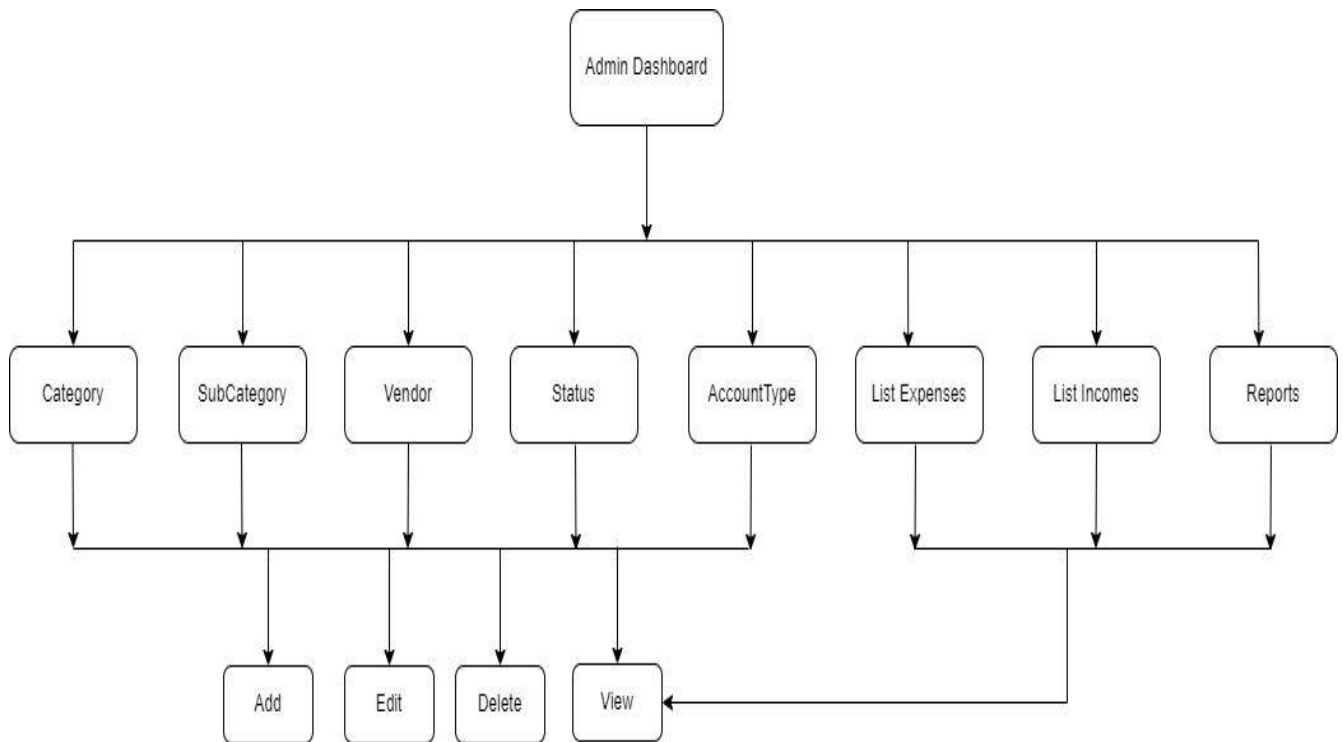 Admin Dashboard
Category
SubCategory
Vendor
Status
AccountType
List Expenses
List Incomes
Reports
Add
Edit
Delete
View